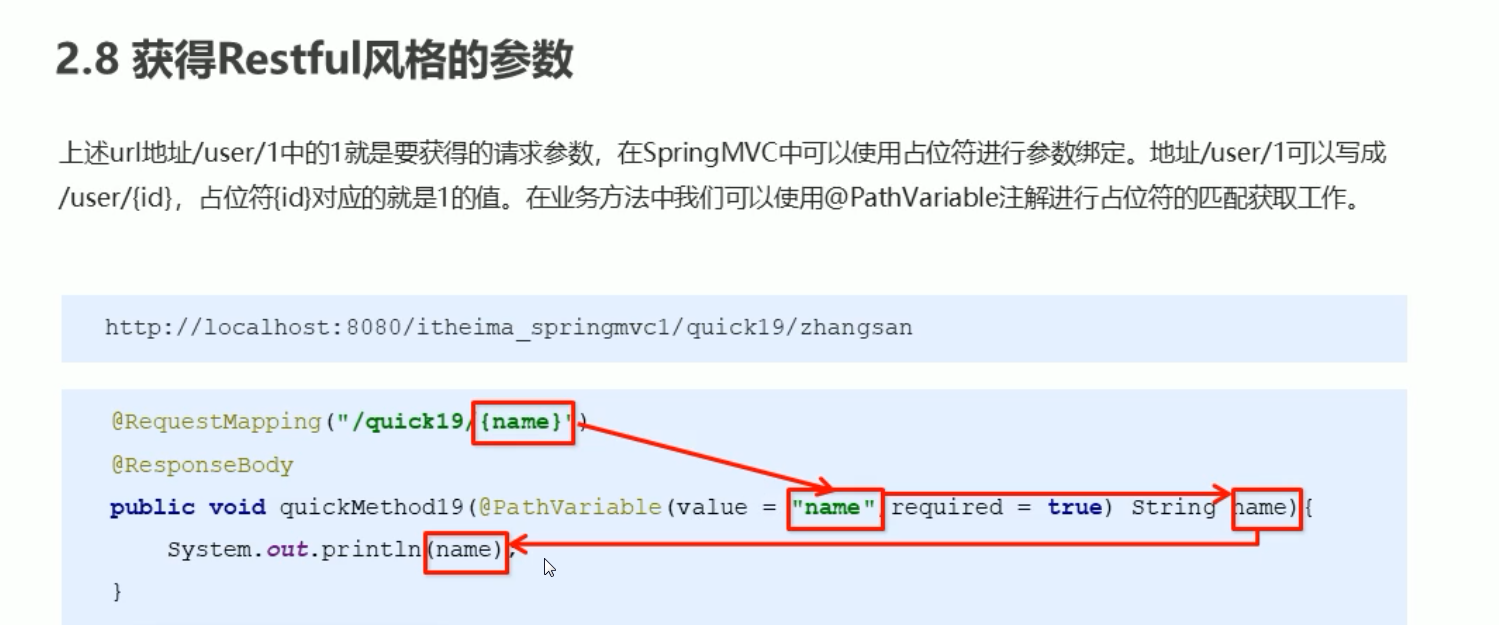 2.8 获得Restful风格的参数
上述url地址/user/1中的1就是要获得的请求参数，在SpringMVC中可以使用占位符进行参数绑定。地址/user/1可以写成
/user/{id}，占位符{id}对应的就是1的值。在业务方法中我们可以使用@PathVariable注解进行占位符的匹配获取工作。
http://localhost:8080/itheima_springmvc1/quick19/zhangsan
@RequestMapping("/quick19/{name}")
@ResponseBody
public void quickMethod19(@PathVariable(value = "name",required = true) String name){
System.out.println(name);
}